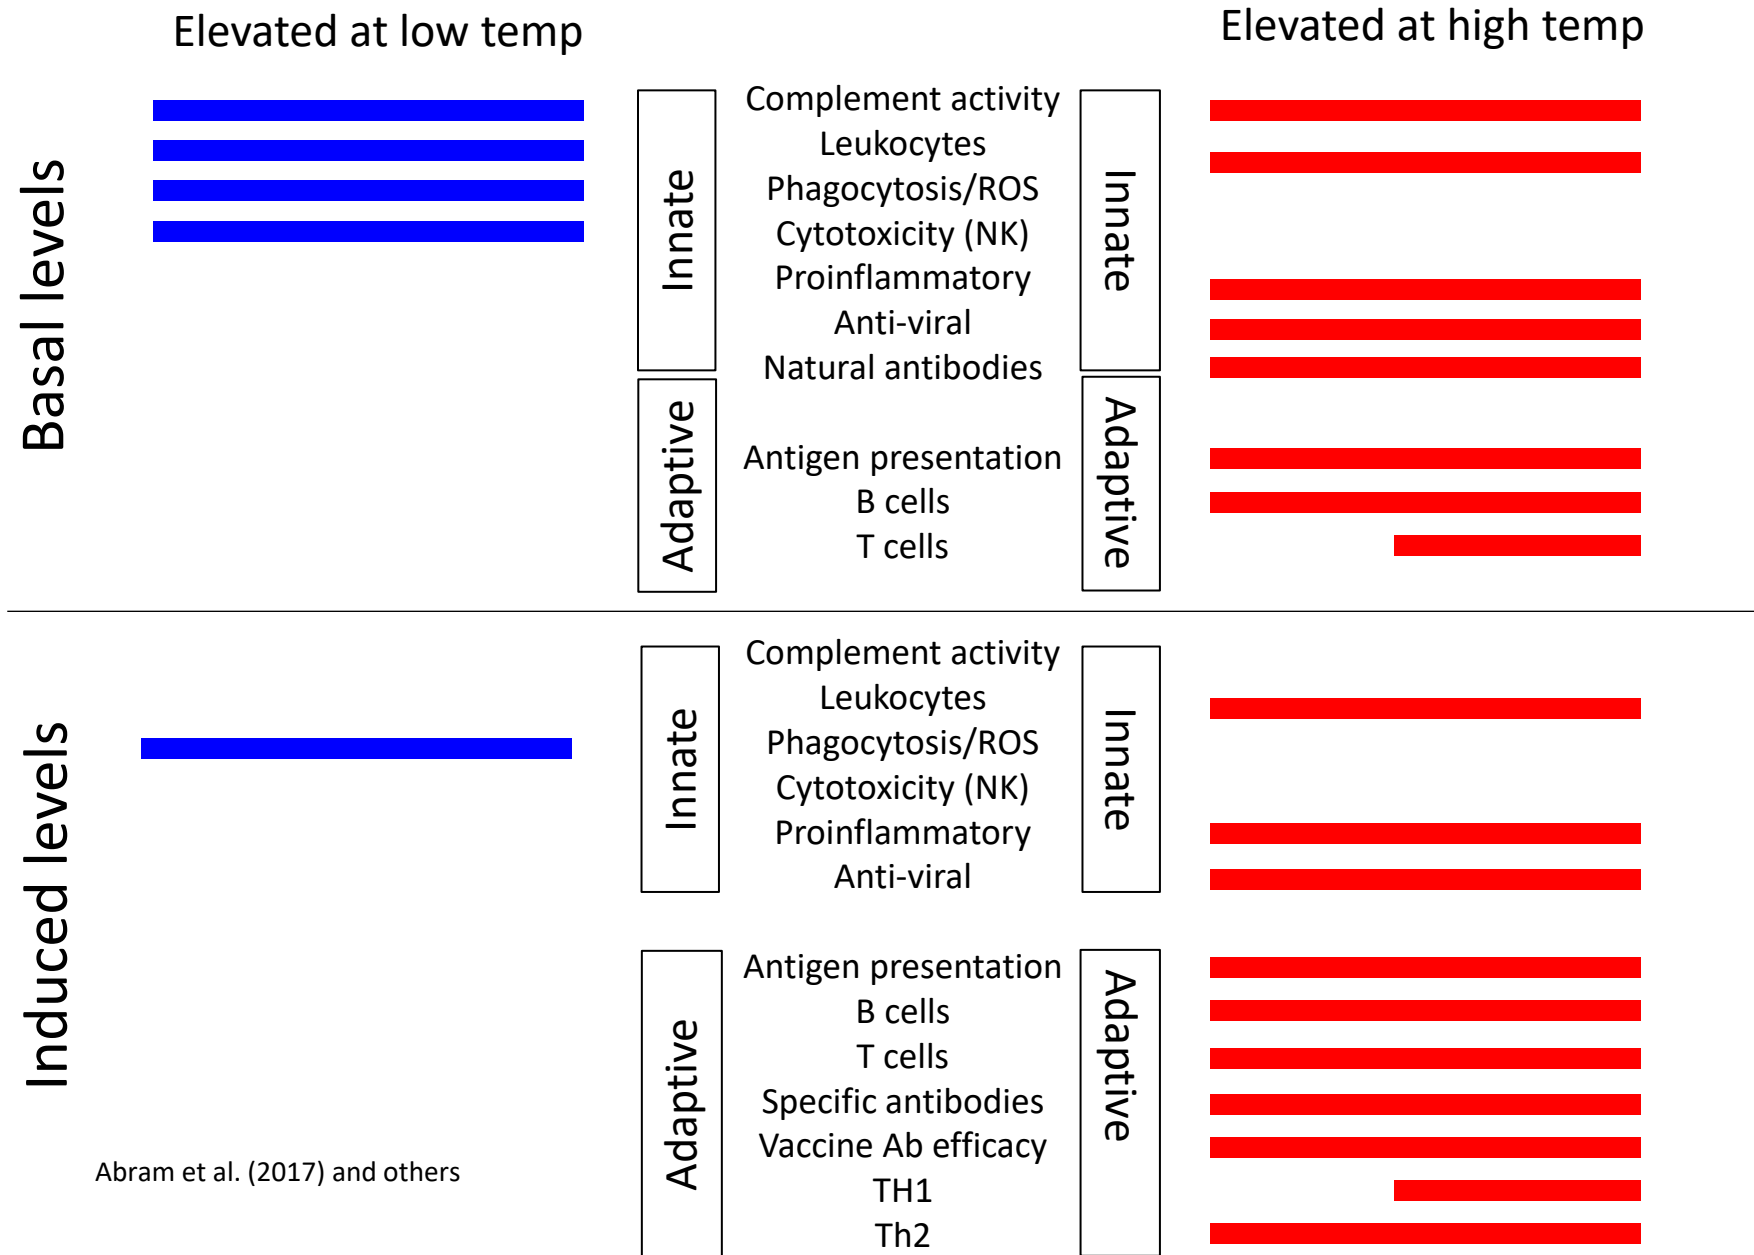 Elevated at low temp
Elevated at high temp
Basal levels
Innate
Complement activity
Leukocytes
Phagocytosis/ROS
Cytotoxicity (NK)
Proinflammatory
Anti-viral
Natural antibodies
Innate
Adaptive
Antigen presentation
B cells
T cells
Adaptive
Induced levels
Innate
Complement activity
Leukocytes
Phagocytosis/ROS
Cytotoxicity (NK)
Proinflammatory
Anti-viral
Innate
Adaptive
Antigen presentation
B cells
T cells
Specific antibodies
Vaccine Ab efficacy
TH1
Th2
Adaptive
Abram et al. (2017) and others